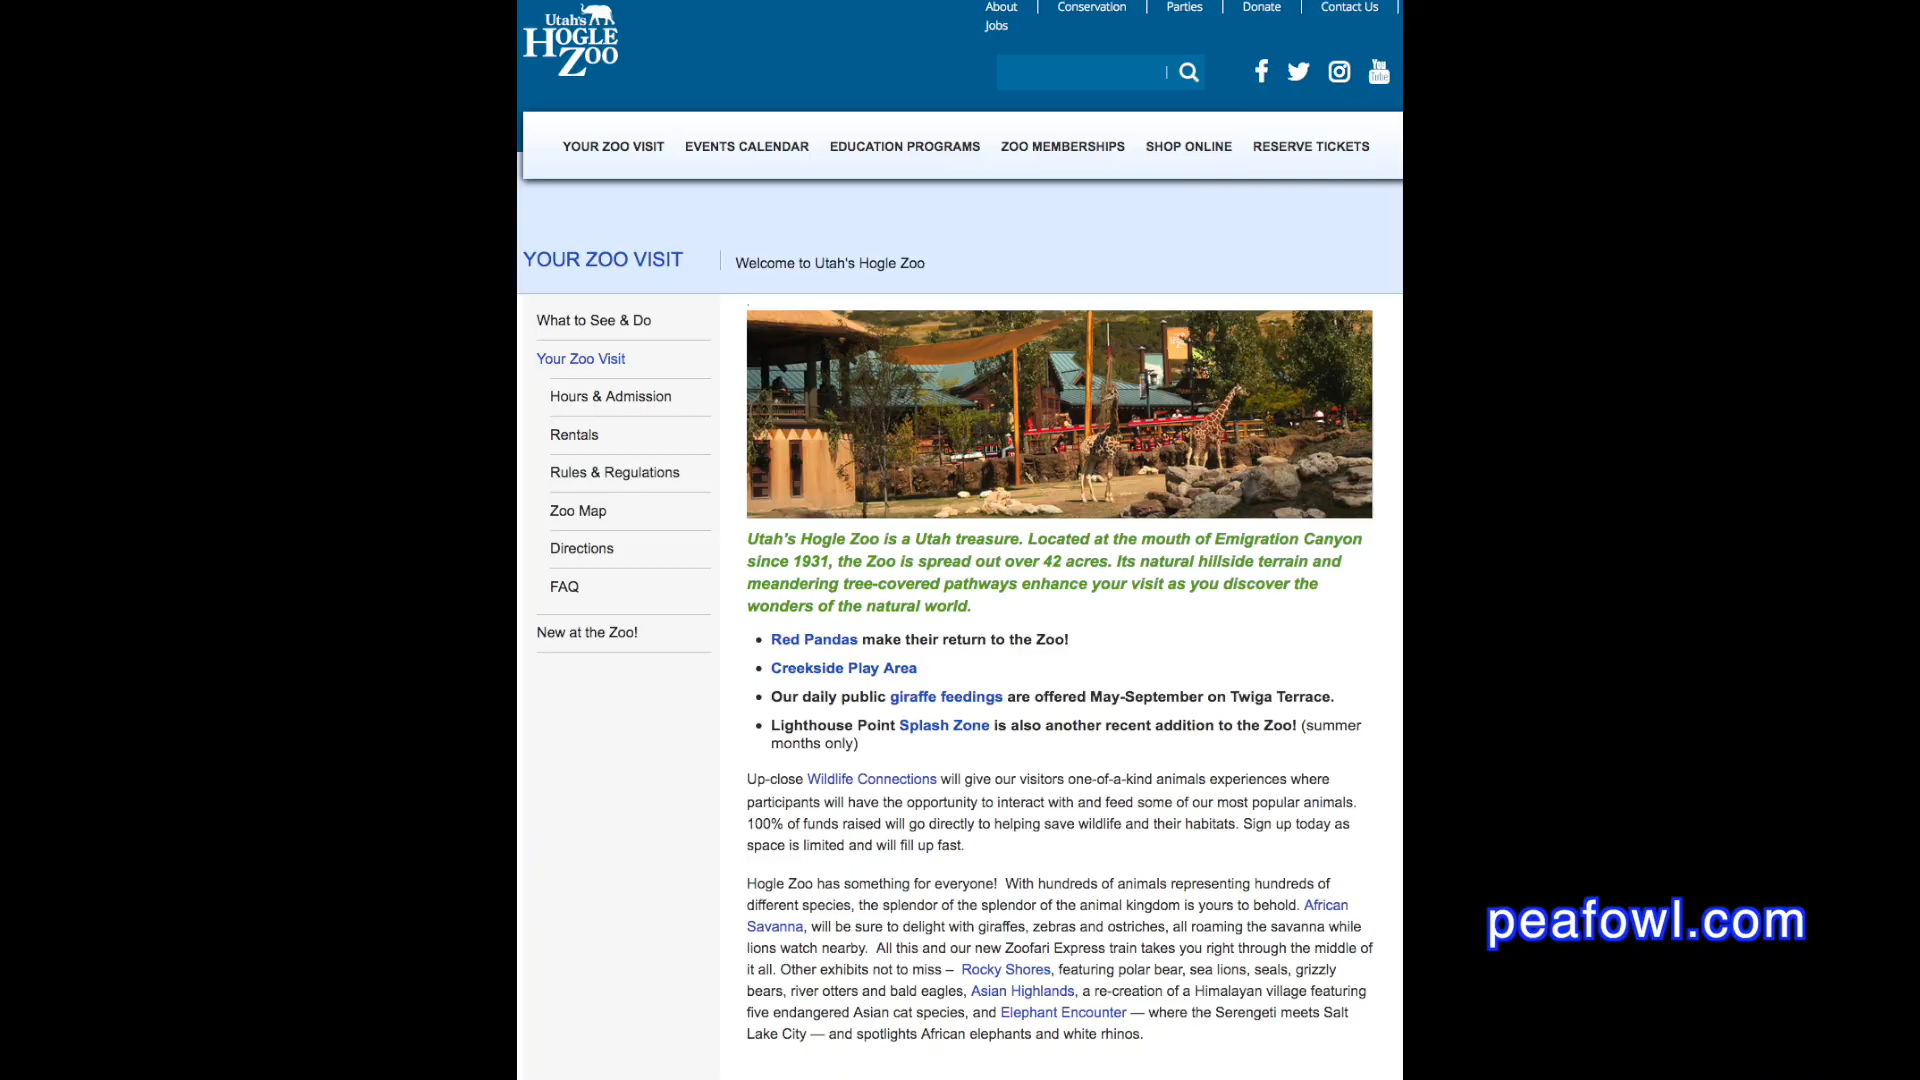 Utah's
HOGLE
ZOO
About
Conservation
Parties
Donate
Contact Us
Jobs
You
Tube
YOUR ZOO VISIT
EVENTS CALENDAR
EDUCATION PROGRAMS
ZOO MEMBERSHIPS
SHOP ONLINE
RESERVE TICKETS
YOUR ZOO VISIT
Welcome to Utah's Hogle Zoo
What to See & Do
Your Zoo Visit
Hours & Admission
Rentals
Rules & Regulations
Zoo Map
Directions
FAQ
New at the Zoo!
Utah's Hogle Zoo is a Utah treasure. Located at the mouth of Emigration Canyon
since 1931, the Zoo is spread out over 42 acres. Its natural hillside terrain and
meandering tree-covered pathways enhance your visit as you discover the
wonders of the natural world.
• Red Pandas make their return to the Zoo!
• Creekside Play Area
• Our daily public giraffe feedings are offered May-September on Twiga Terrace.
• Lighthouse Point Splash Zone is also another recent addition to the Zoo! (summer
months only)
Up-close Wildlife Connections will give our visitors one-of-a-kind animals experiences where
participants will have the opportunity to interact with and feed some of our most popular animals.
100% of funds raised will go directly to helping save wildlife and their habitats. Sign up today as
space is limited and will fill up fast.
Hogle Zoo has something for everyone! With hundreds of animals representing hundreds of
different species, the splendor of the splendor of the animal kingdom is yours to behold. African
Savanna, will be sure to delight with giraffes, zebras and ostriches, all roaming the savanna while
lions watch nearby. All this and our new Zoofari Express train takes you right through the middle of
it all. Other exhibits not to miss – Rocky Shores, featuring polar bear, sea lions, seals, grizzly
bears, river otters and bald eagles, Asian Highlands, a re-creation of a Himalayan village featuring
five endangered Asian cat species, and Elephant Encounter — where the Serengeti meets Salt
Lake City — and spotlights African elephants and white rhinos.
peafowl.com